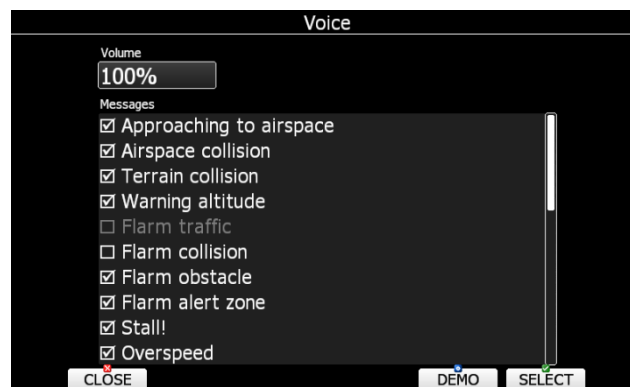 Voice
Volume
100%
Messages
Approaching to airspace
Airspace collision
Terrain collision
Warning altitude
Flarm traffic
Flarm collision
Flarm obstacle
Flarm alert zone
Stall!
Overspeed
CLOSE DEMO SELECT